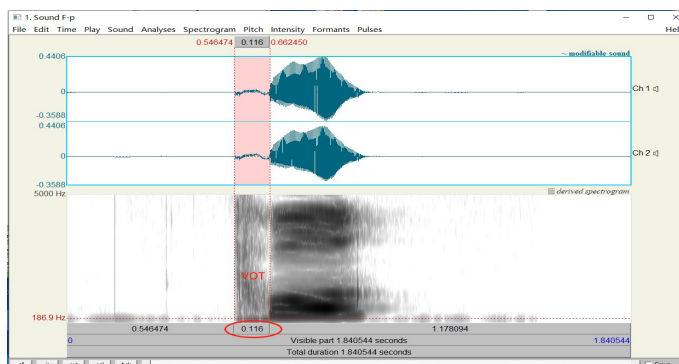 1. Sound F-p
File Edit Time Play Sound Analyses Spectrogram Pitch Intensity Formants Pulses Hel
0.546474 0.116 0.662450
0.4406
~ modifiable sound
0
Ch 1
-0.3588
0.4406
0
Ch 2
-0.3588
5000 Hz
derived spectrogram
VOT
186.9 Hz
0.546474 0.116 1.178094
0 Visible part 1.840544 seconds 1.840544
Total duration 1.840544 seconds